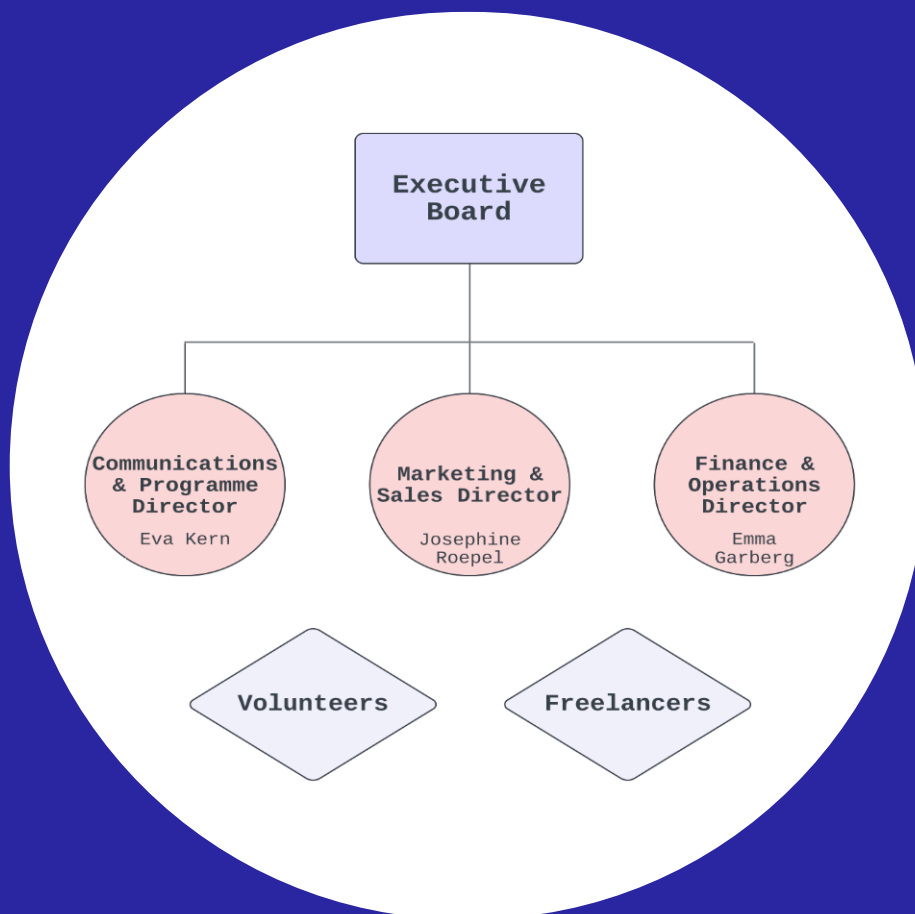 Executive
Board
Communications
& Programme
Director
Eva Kern
Marketing &
Sales Director
Josephine
Roepel
Finance &
Operations
Director
Emma
Garberg
Volunteers
Freelancers